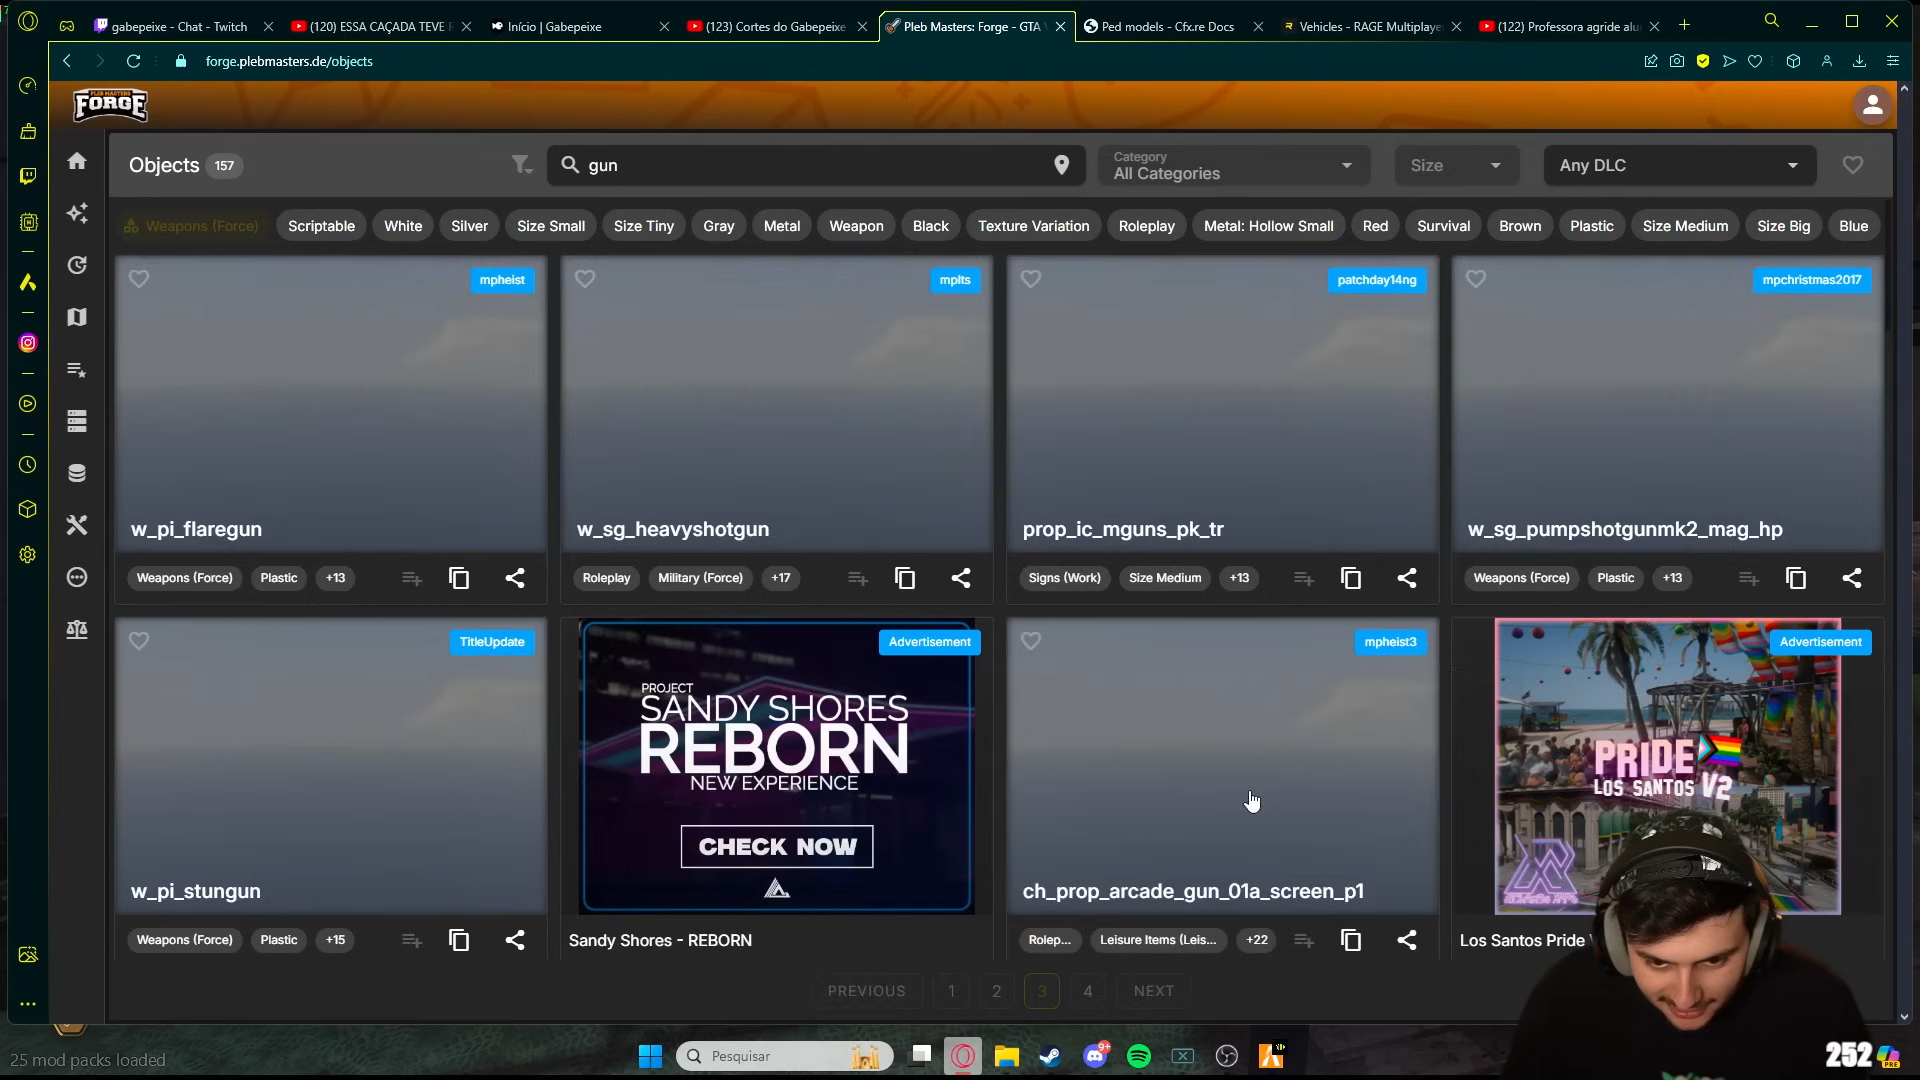 gabepeixe - Chat - Twitch
(120) ESSA CAÇADA TEVE
Início | Gabepeixe
(123) Cortes do Gabepeixe
Pleb Masters: Forge - GTA
Ped models - Cfx.re Docs
Vehicles - RAGE Multiplaye
(122) Professora agride alu
forge.plebmasters.de/objects
PLEB MASTERS
FORGE
Objects 157
gun
Category
All Categories
Size
Any DLC
Weapons (Force)
Scriptable
White
Silver
Size Small
Size Tiny
Gray
Metal
Weapon
Black
Texture Variation
Roleplay
Metal: Hollow Small
Red
Survival
Brown
Plastic
Size Medium
Size Big
Blue
mpheist
w_pi_flaregun
Weapons (Force) Plastic +13
mplts
w_sg_heavyshotgun
Roleplay Military (Force) +17
patchday14ng
prop_ic_mguns_pk_tr
Signs (Work) Size Medium +13
mpchristmas2017
w_sg_pumpshotgunmk2_mag_hp
Weapons (Force) Plastic +13
TitleUpdate
w_pi_stungun
Weapons (Force) Plastic +15
Advertisement
PROJECT
SANDY SHORES
REBORN
NEW EXPERIENCE
CHECK NOW
Sandy Shores - REBORN
mpheist3
ch_prop_arcade_gun_01a_screen_p1
Rolep... Leisure Items (Leis... +22
Advertisement
PRIDE
LOS SANTOS V2
Los Santos Pride
PREVIOUS 1 2 3 4 NEXT
25 mod packs loaded
Pesquisar
9+
252
PRE